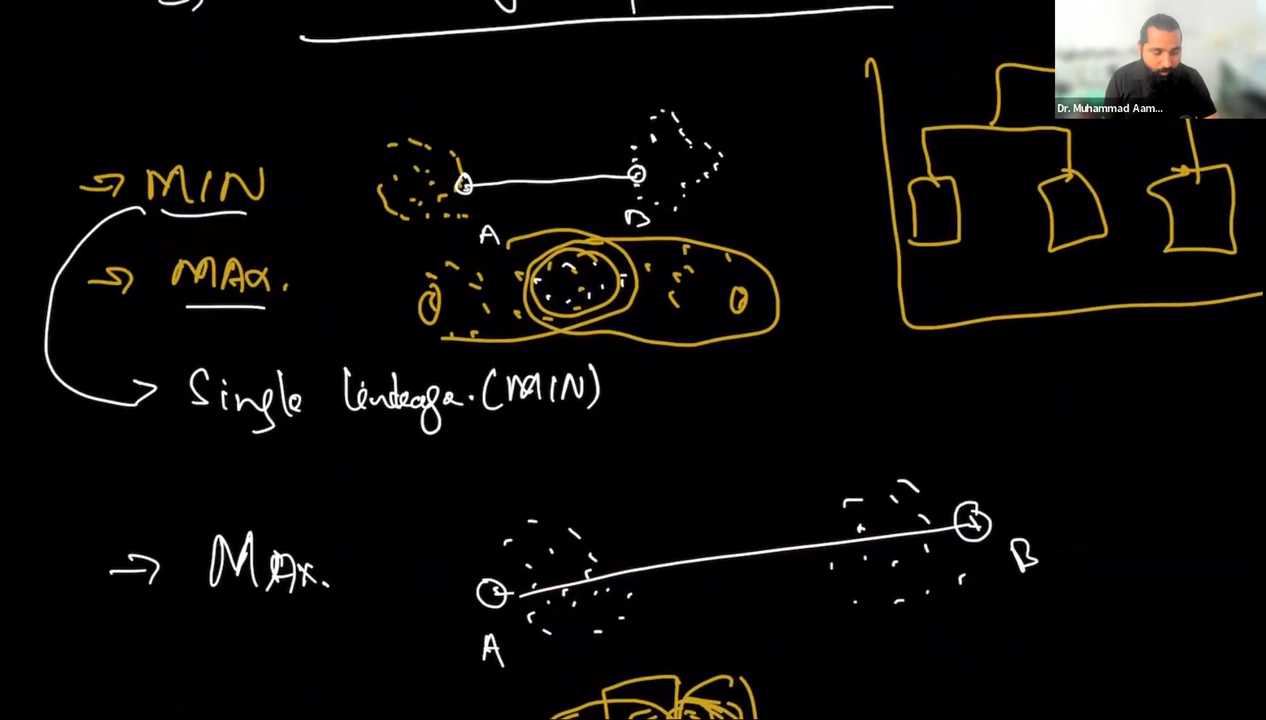 Dr. Muhammad Aam...
→ MIN
A B
→ MAX.
Single linkage. (MIN)
→ MAX.
B
A